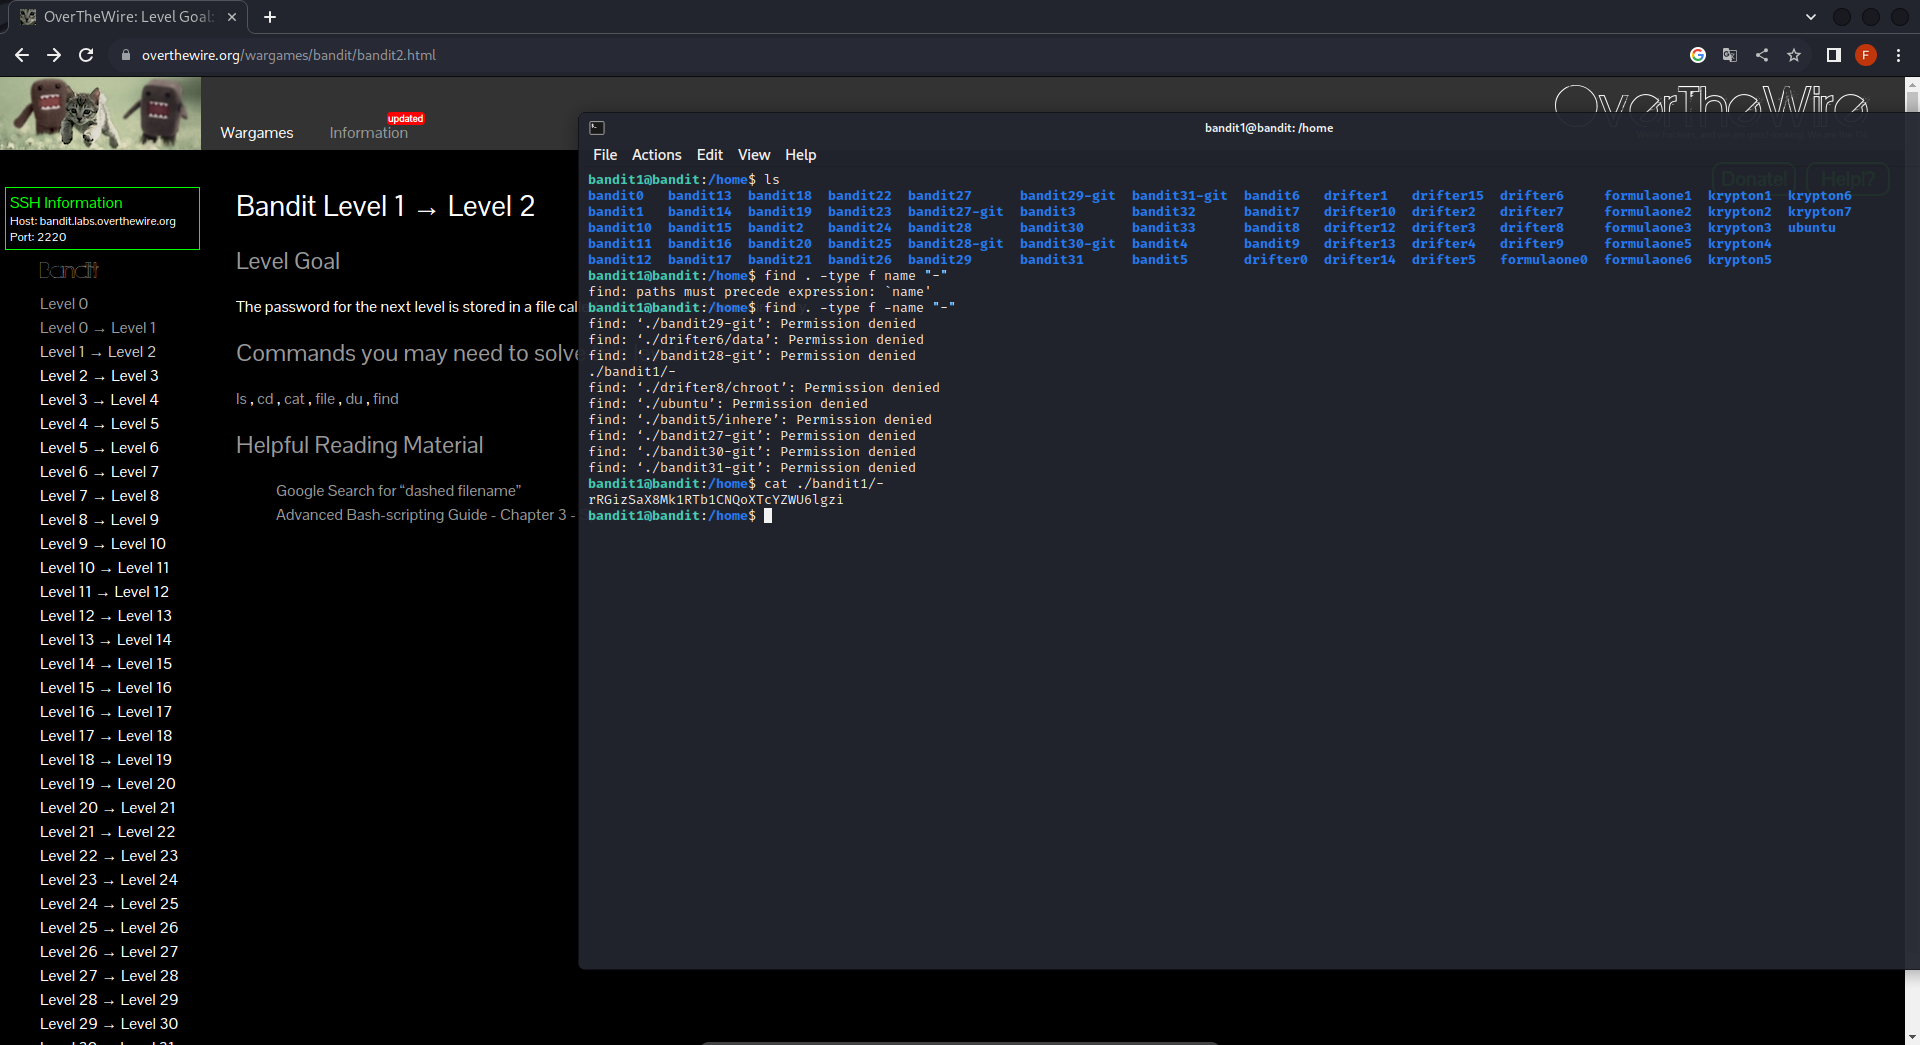 OverTheWire: Level Goal:
overthewire.org/wargames/bandit/bandit2.html
F
OverTheWire
Wargames
Information
updated
Donate!
Help!?
SSH Information
Host: bandit.labs.overthewire.org
Port: 2220
Bandit
Level 0
Level 0 → Level 1
Level 1 → Level 2
Level 2 → Level 3
Level 3 → Level 4
Level 4 → Level 5
Level 5 → Level 6
Level 6 → Level 7
Level 7 → Level 8
Level 8 → Level 9
Level 9 → Level 10
Level 10 → Level 11
Level 11 → Level 12
Level 12 → Level 13
Level 13 → Level 14
Level 14 → Level 15
Level 15 → Level 16
Level 16 → Level 17
Level 17 → Level 18
Level 18 → Level 19
Level 19 → Level 20
Level 20 → Level 21
Level 21 → Level 22
Level 22 → Level 23
Level 23 → Level 24
Level 24 → Level 25
Level 25 → Level 26
Level 26 → Level 27
Level 27 → Level 28
Level 28 → Level 29
Level 29 → Level 30
Bandit Level 1 → Level 2
Level Goal
The password for the next level is stored in a file cal
Commands you may need to solve
ls , cd , cat , file , du , find
Helpful Reading Material
Google Search for “dashed filename”
Advanced Bash-scripting Guide - Chapter 3 -
bandit1@bandit: /home
File Actions Edit View Help
bandit1@bandit:/home$ ls
bandit0 bandit13 bandit18 bandit22 bandit27 bandit29-git bandit31-git bandit6 drifter1 drifter15 drifter6 formulaone1 krypton1 krypton6
bandit1 bandit14 bandit19 bandit23 bandit27-git bandit3 bandit32 bandit7 drifter10 drifter2 drifter7 formulaone2 krypton2 krypton7
bandit10 bandit15 bandit2 bandit24 bandit28 bandit30 bandit33 bandit8 drifter12 drifter3 drifter8 formulaone3 krypton3 ubuntu
bandit11 bandit16 bandit20 bandit25 bandit28-git bandit30-git bandit4 bandit9 drifter13 drifter4 drifter9 formulaone5 krypton4
bandit12 bandit17 bandit21 bandit26 bandit29 bandit31 bandit5 drifter0 drifter14 drifter5 formulaone0 formulaone6 krypton5
bandit1@bandit:/home$ find . -type f name "-"
find: paths must precede expression: `name'
bandit1@bandit:/home$ find . -type f -name "-"
find: ‘./bandit29-git’: Permission denied
find: ‘./drifter6/data’: Permission denied
find: ‘./bandit28-git’: Permission denied
./bandit1/-
find: ‘./drifter8/chroot’: Permission denied
find: ‘./ubuntu’: Permission denied
find: ‘./bandit5/inhere’: Permission denied
find: ‘./bandit27-git’: Permission denied
find: ‘./bandit30-git’: Permission denied
find: ‘./bandit31-git’: Permission denied
bandit1@bandit:/home$ cat ./bandit1/-
rRGizSaX8Mk1RTb1CNQoXTcYZWU6lgzi
bandit1@bandit:/home$